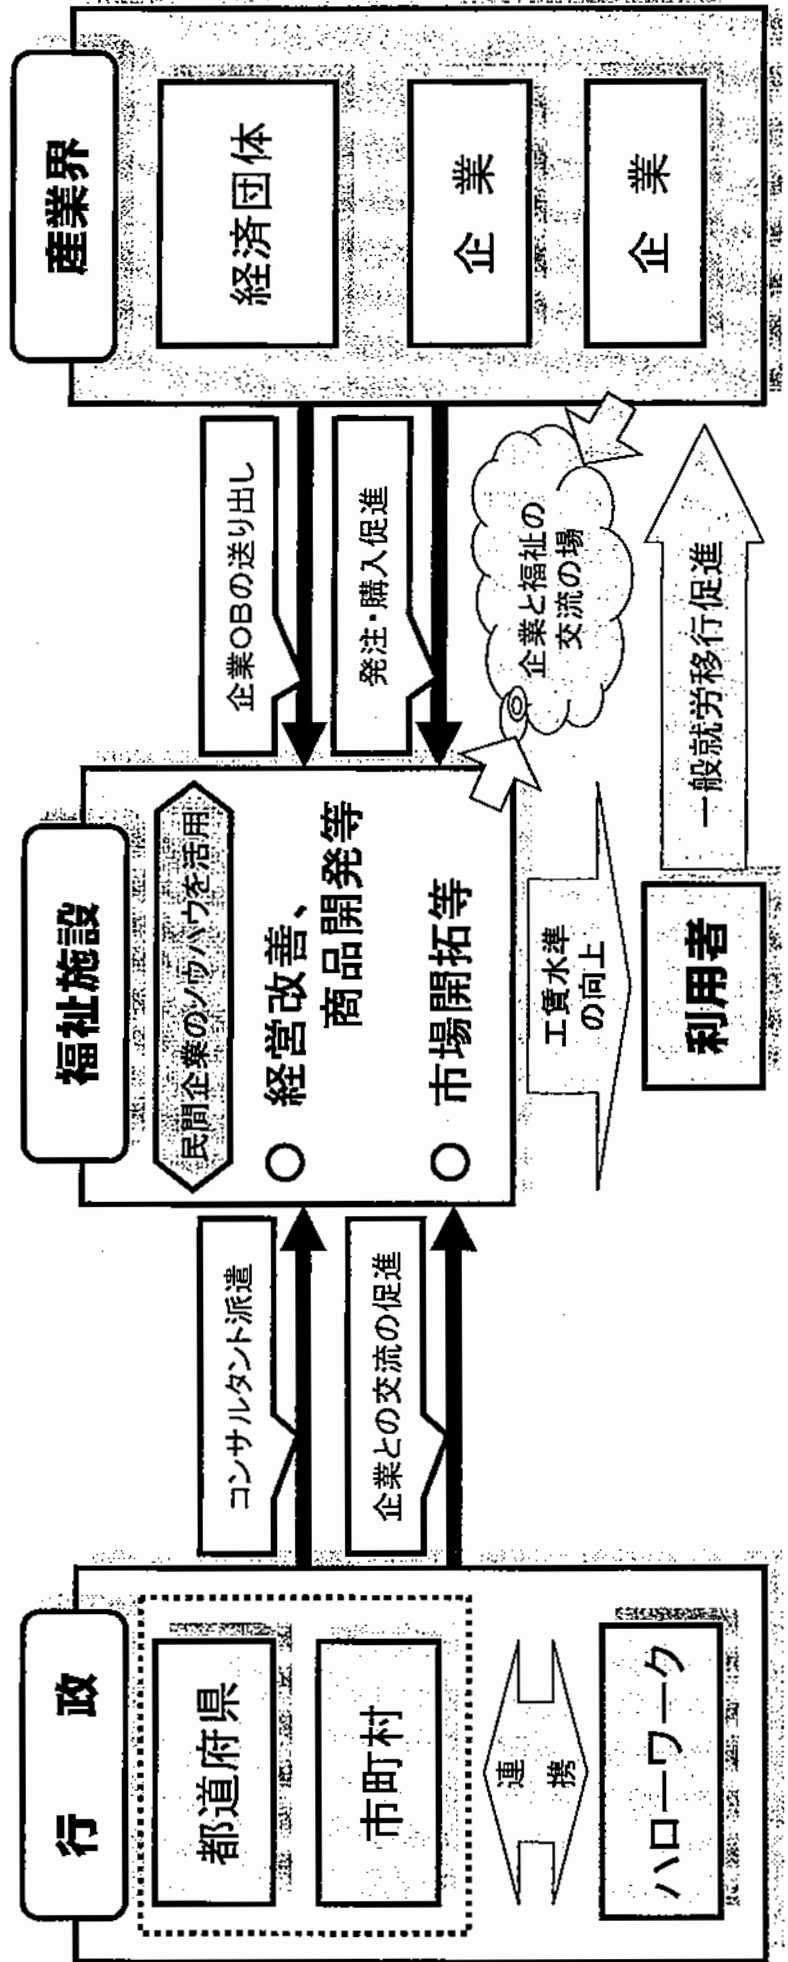 行政
都道府県
市町村
連携
ハローワーク
コンサルタント派遣
企業との交流の促進
福祉施設
民間企業のノウハウを活用
○ 経営改善、
商品開発等
○ 市場開拓等
工賃水準
の向上
利用者
企業OBの送り出し
発注・購入促進
企業と福祉の
交流の場
一般就労移行促進
産業界
経済団体
企業
企業